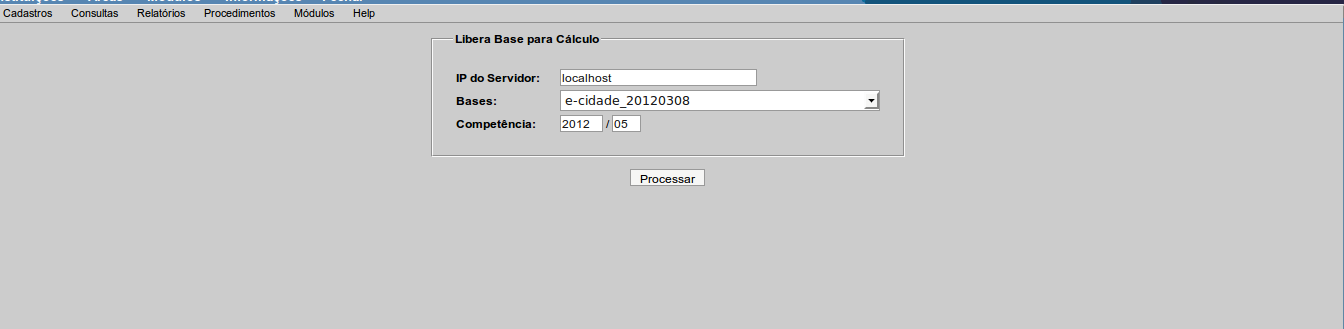 Cadastros Consultas Relatórios Procedimentos Módulos Help
Libera Base para Cálculo
IP do Servidor: localhost
Bases: e-cidade_20120308
Competência: 2012 / 05
Processar